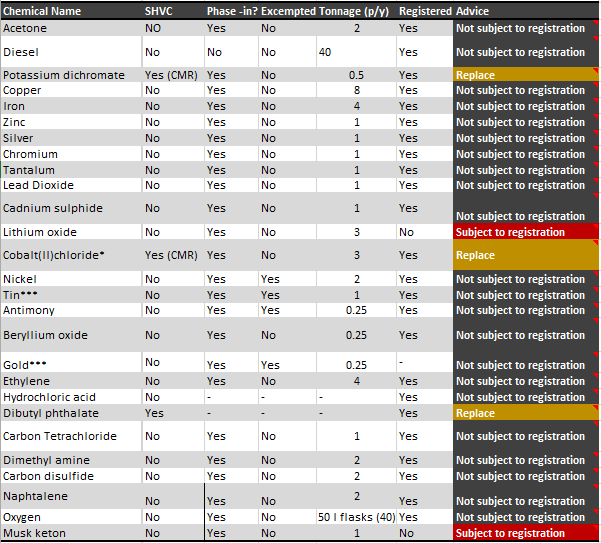 Chemical Name SHVC Phase -in? Excempted Tonnage (p/y) Registered Advice
Acetone NO Yes No 2 Yes Not subject to registration
Diesel No No No 40 Yes Not subject to registration
Potassium dichromate Yes (CMR) Yes No 0.5 Yes Replace
Copper No Yes No 8 Yes Not subject to registration
Iron No Yes No 4 Yes Not subject to registration
Zinc No Yes No 1 Yes Not subject to registration
Silver No Yes No 1 Yes Not subject to registration
Chromium No Yes No 1 Yes Not subject to registration
Tantalum No Yes No 1 Yes Not subject to registration
Lead Dioxide No Yes No 1 Yes Not subject to registration
Cadnium sulphide No Yes No 1 Yes Not subject to registration
Lithium oxide No Yes No 3 No Subject to registration
Cobalt(II)chloride* Yes (CMR) Yes No 3 Yes Replace
Nickel No Yes Yes 2 Yes Not subject to registration
Tin*** No Yes Yes 1 Yes Not subject to registration
Antimony No Yes Yes 0.25 Yes Not subject to registration
Beryllium oxide No Yes No 0.25 Yes Not subject to registration
Gold*** No Yes Yes 0.25 - Not subject to registration
Ethylene No Yes No 4 Yes Not subject to registration
Hydrochloric acid No - - - Yes Not subject to registration
Dibutyl phthalate Yes - - - Yes Replace
Carbon Tetrachloride No Yes No 1 Yes Not subject to registration
Dimethyl amine No Yes No 2 Yes Not subject to registration
Carbon disulfide No Yes No 2 Yes Not subject to registration
Naphtalene No Yes No 2 Yes Not subject to registration
Oxygen No Yes No 50 l flasks (40) Yes Not subject to registration
Musk keton No Yes No 1 No Subject to registration